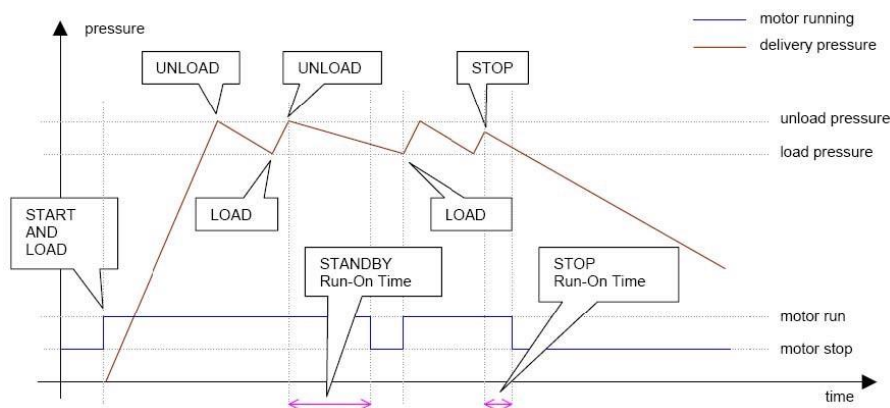 motor running
pressure
delivery pressure
UNLOAD
UNLOAD
STOP
unload pressure
load pressure
START
AND
LOAD
LOAD
LOAD
STANDBY
Run-On Time
STOP
Run-On Time
motor run
motor stop
time